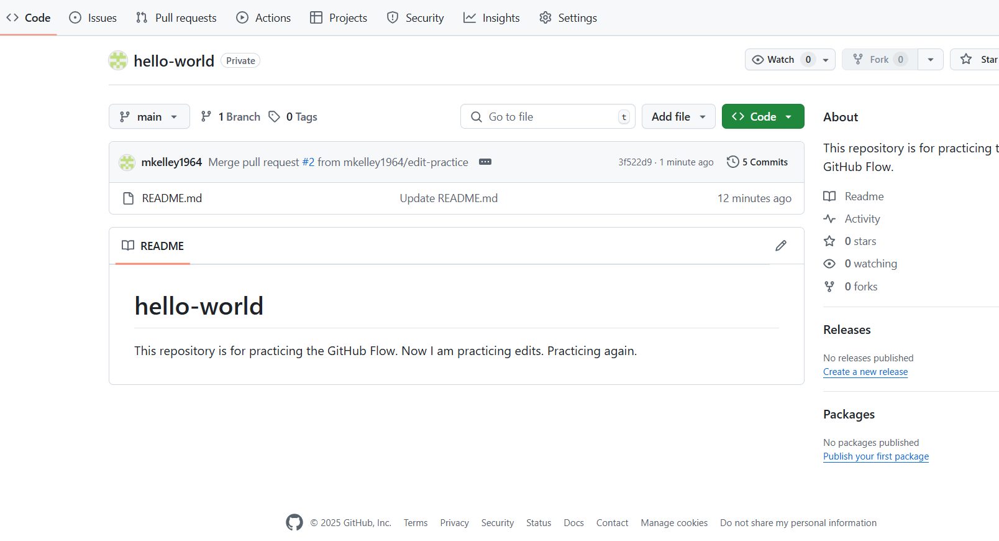 Code Issues Pull requests Actions Projects Security Insights Settings
hello-world Private
Watch 0 Fork 0 Star
main 1 Branch 0 Tags Go to file t Add file Code
mkelley1964 Merge pull request #2 from mkelley1964/edit-practice 3f522d9 · 1 minute ago 5 Commits
README.md Update README.md 12 minutes ago
README
hello-world
This repository is for practicing the GitHub Flow. Now I am practicing edits. Practicing again.
About
This repository is for practicing t
GitHub Flow.
Readme
Activity
0 stars
0 watching
0 forks
Releases
No releases published
Create a new release
Packages
No packages published
Publish your first package
© 2025 GitHub, Inc. Terms Privacy Security Status Docs Contact Manage cookies Do not share my personal information